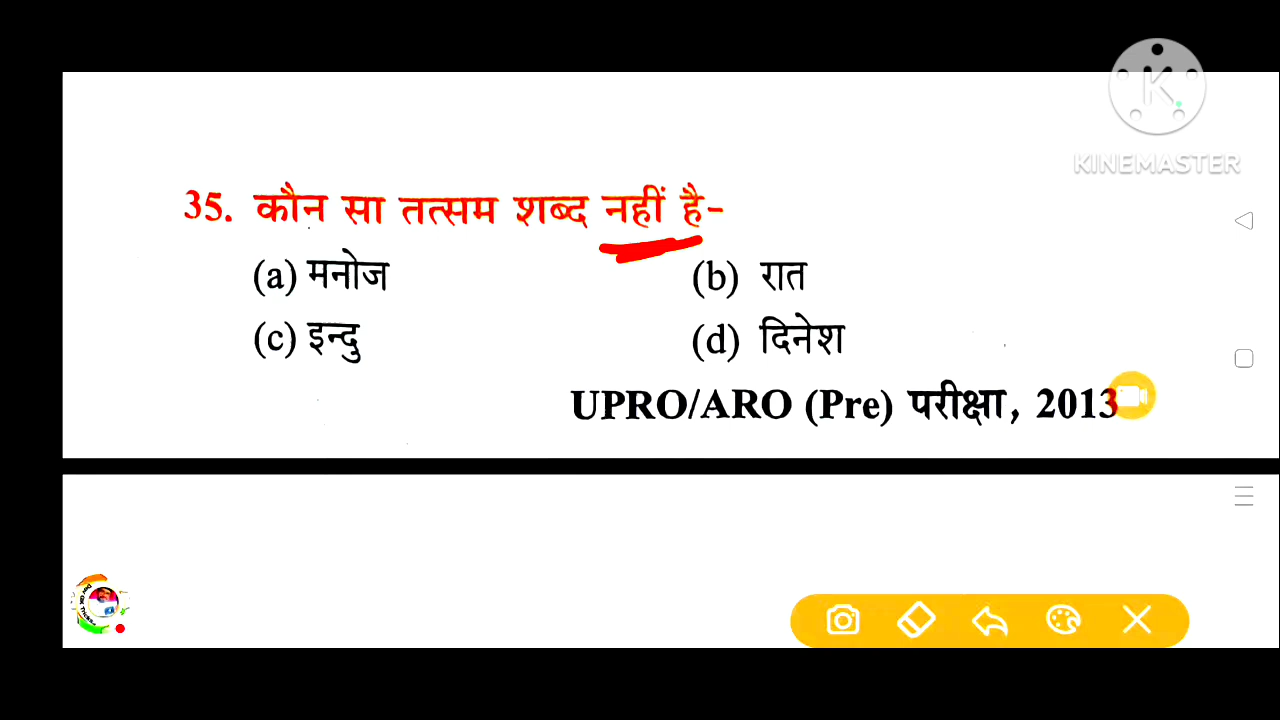 KINEMASTER
35. कौन सा तत्सम शब्द नहीं है-
(a) मनोज (b) रात
(c) इन्दु (d) दिनेश
UPRO/ARO (Pre) परीक्षा, 2013